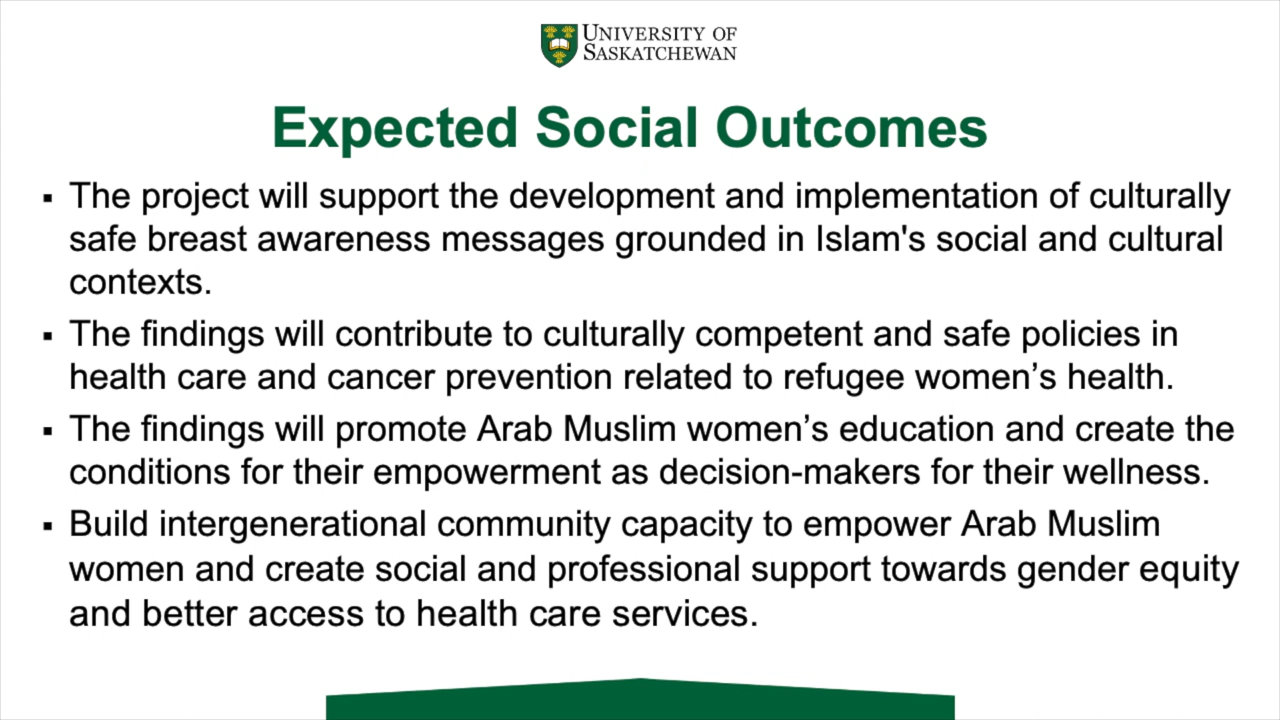 UNIVERSITY OF
SASKATCHEWAN
Expected Social Outcomes
▪ The project will support the development and implementation of culturally
safe breast awareness messages grounded in Islam's social and cultural
contexts.
▪ The findings will contribute to culturally competent and safe policies in
health care and cancer prevention related to refugee women’s health.
▪ The findings will promote Arab Muslim women’s education and create the
conditions for their empowerment as decision-makers for their wellness.
▪ Build intergenerational community capacity to empower Arab Muslim
women and create social and professional support towards gender equity
and better access to health care services.